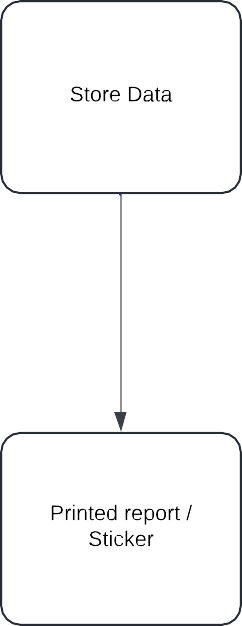 Store Data
Printed report /
Sticker